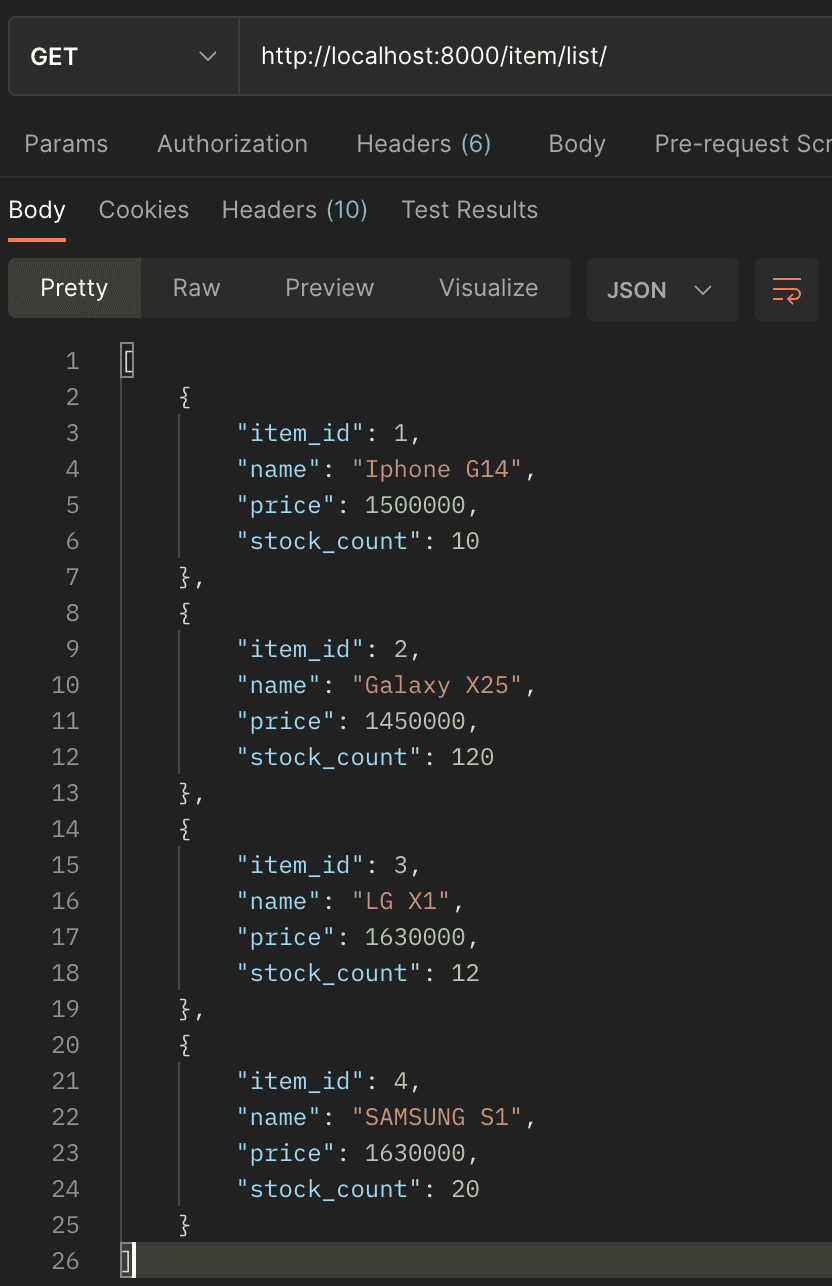 GET http://localhost:8000/item/list/
Params Authorization Headers (6) Body Pre-request Scr
Body Cookies Headers (10) Test Results
Pretty Raw Preview Visualize JSON
1 [
2 {
3 "item_id": 1,
4 "name": "Iphone G14",
5 "price": 1500000,
6 "stock_count": 10
7 },
8 {
9 "item_id": 2,
10 "name": "Galaxy X25",
11 "price": 1450000,
12 "stock_count": 120
13 },
14 {
15 "item_id": 3,
16 "name": "LG X1",
17 "price": 1630000,
18 "stock_count": 12
19 },
20 {
21 "item_id": 4,
22 "name": "SAMSUNG S1",
23 "price": 1630000,
24 "stock_count": 20
25 }
26 ]